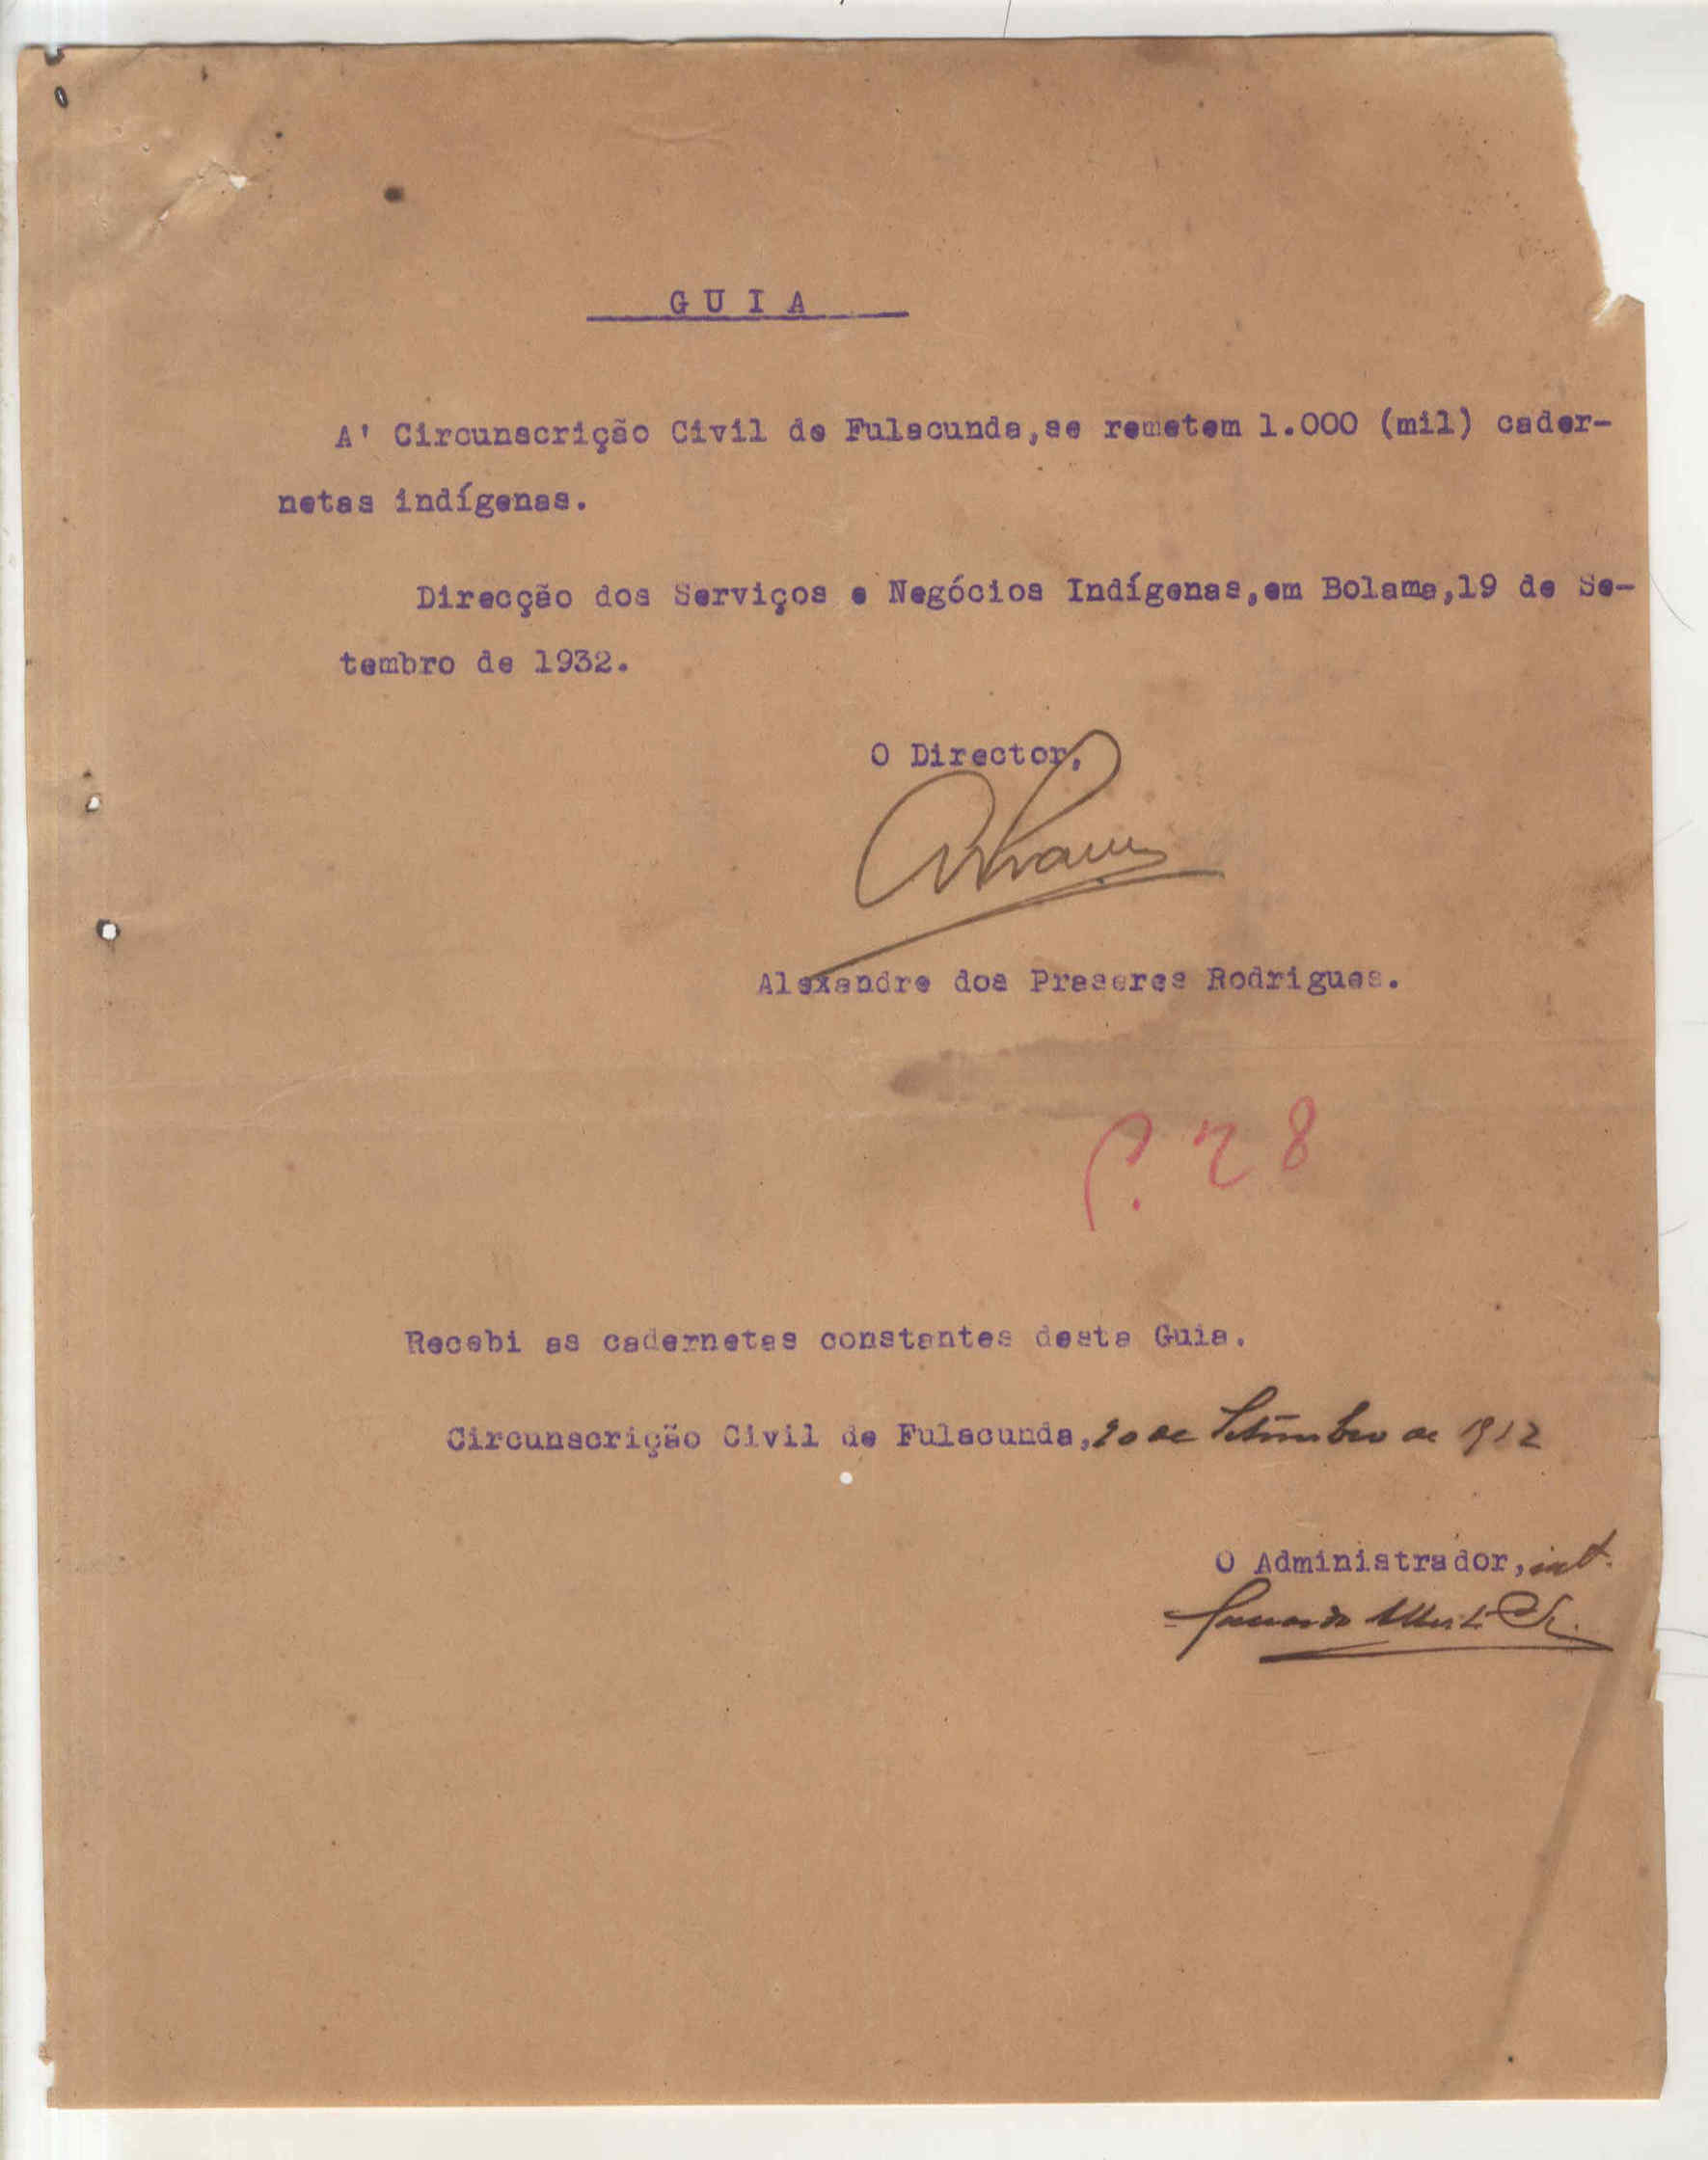 GUIA
A' Circunscrição Civil de Fulacunda,se remetem 1.000 (mil) cader-
netas indígenas.
Direcção dos Serviços e Negócios Indígenas,em Bolama,19 de Se-
tembro de 1932.
O Director,
Alexandre dos Praseres Rodrigues.
P. 28
Recebi as cadernetas constantes desta Guia.
Circunscrição Civil de Fulacunda,20 de Setembro de 1932
O Administrador, int.